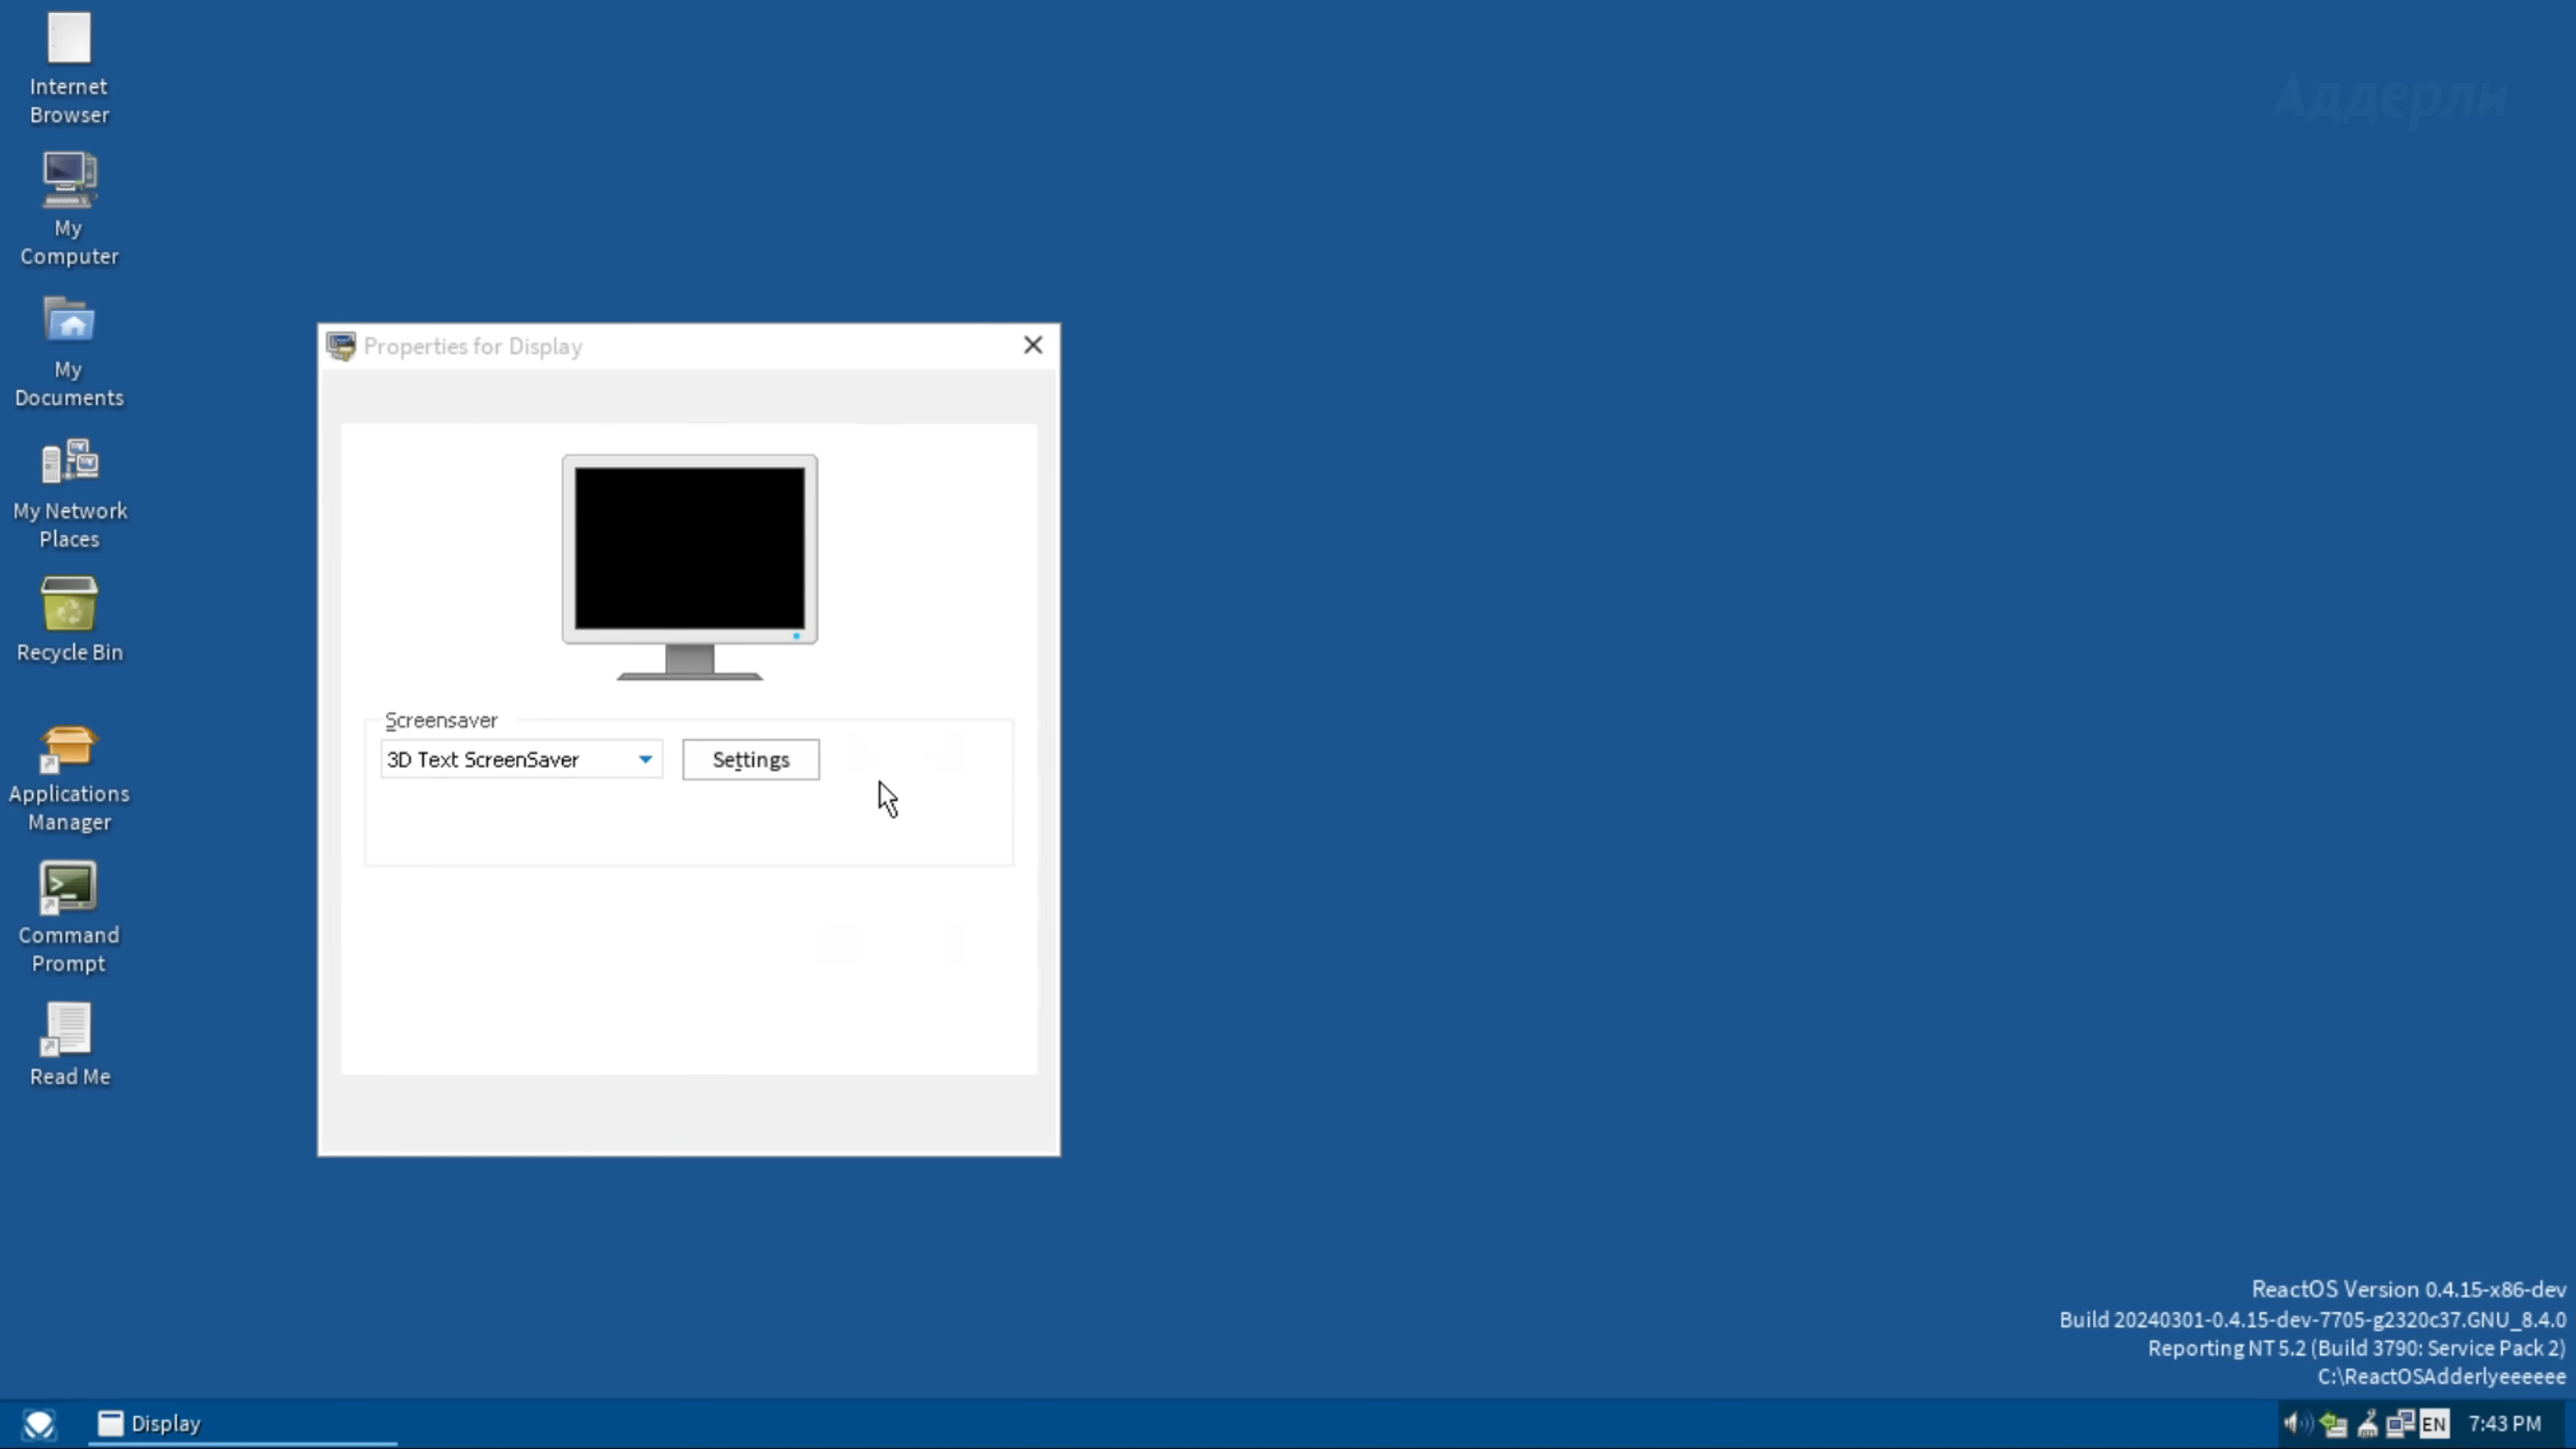 Internet
Browser
My
Computer
My
Documents
My Network
Places
Recycle Bin
Applications
Manager
Command
Prompt
Read Me
Аддерли
Properties for Display
Screensaver
3D Text ScreenSaver
Settings
ReactOS Version 0.4.15-x86-dev
Build 20240301-0.4.15-dev-7705-g2320c37.GNU_8.4.0
Reporting NT 5.2 (Build 3790: Service Pack 2)
C:\ReactOSAdderlyeeeeee
Display
EN
7:43 PM